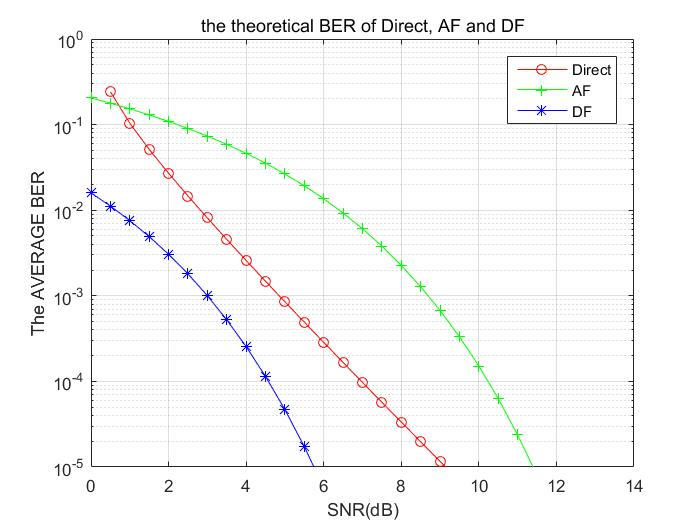 the theoretical BER of Direct, AF and DF
10^0
10^-1
10^-2
10^-3
10^-4
10^-5
The AVERAGE BER
Direct
AF
DF
0 2 4 6 8 10 12 14
SNR(dB)